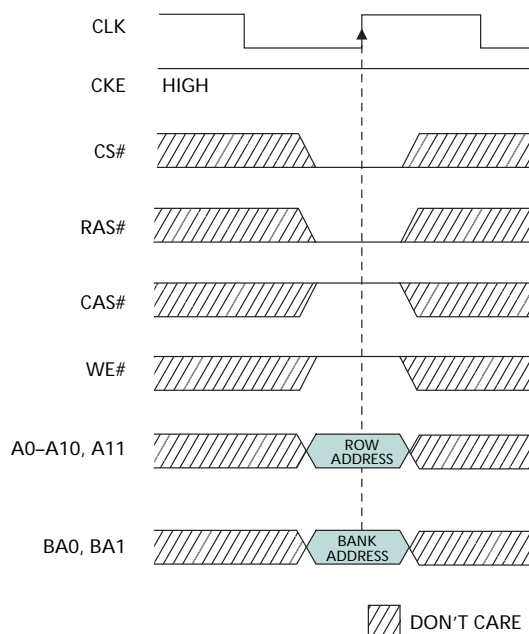 CLK
CKE HIGH
CS#
RAS#
CAS#
WE#
A0–A10, A11 ROW ADDRESS
BA0, BA1 BANK ADDRESS
DON'T CARE